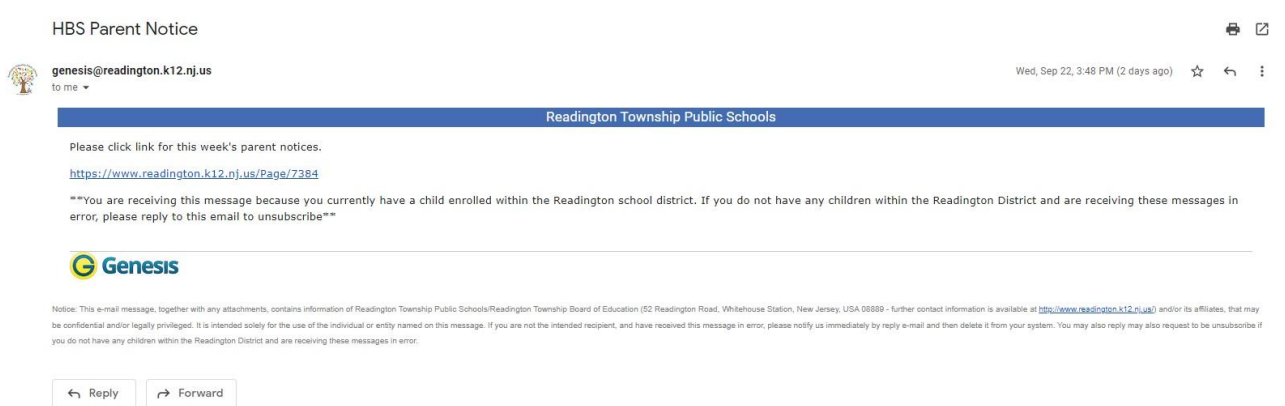 HBS Parent Notice
genesis@readington.k12.nj.us
Wed, Sep 22, 3:48 PM (2 days ago)
to me
Readington Township Public Schools
Please click link for this week's parent notices.
https://www.readington.k12.nj.us/Page/7384
**You are receiving this message because you currently have a child enrolled within the Readington school district. If you do not have any children within the Readington District and are receiving these messages in
error, please reply to this email to unsubscribe**
G Genesis
Notice: This e-mail message, together with any attachments, contains information of Readington Township Public Schools/Readington Township Board of Education (52 Readington Road, Whitehouse Station, New Jersey, USA 08889 - further contact information is available at http://www.readington.k12.nj.us/) and/or its affiliates, that may
be confidential and/or legally privileged. It is intended solely for the use of the individual or entity named on this message. If you are not the intended recipient, and have received this message in error, please notify us immediately by reply e-mail and then delete it from your system. You may also reply may also request to be unsubscribe if
you do not have any children within the Readington District and are receiving these messages in error.
Reply
Forward